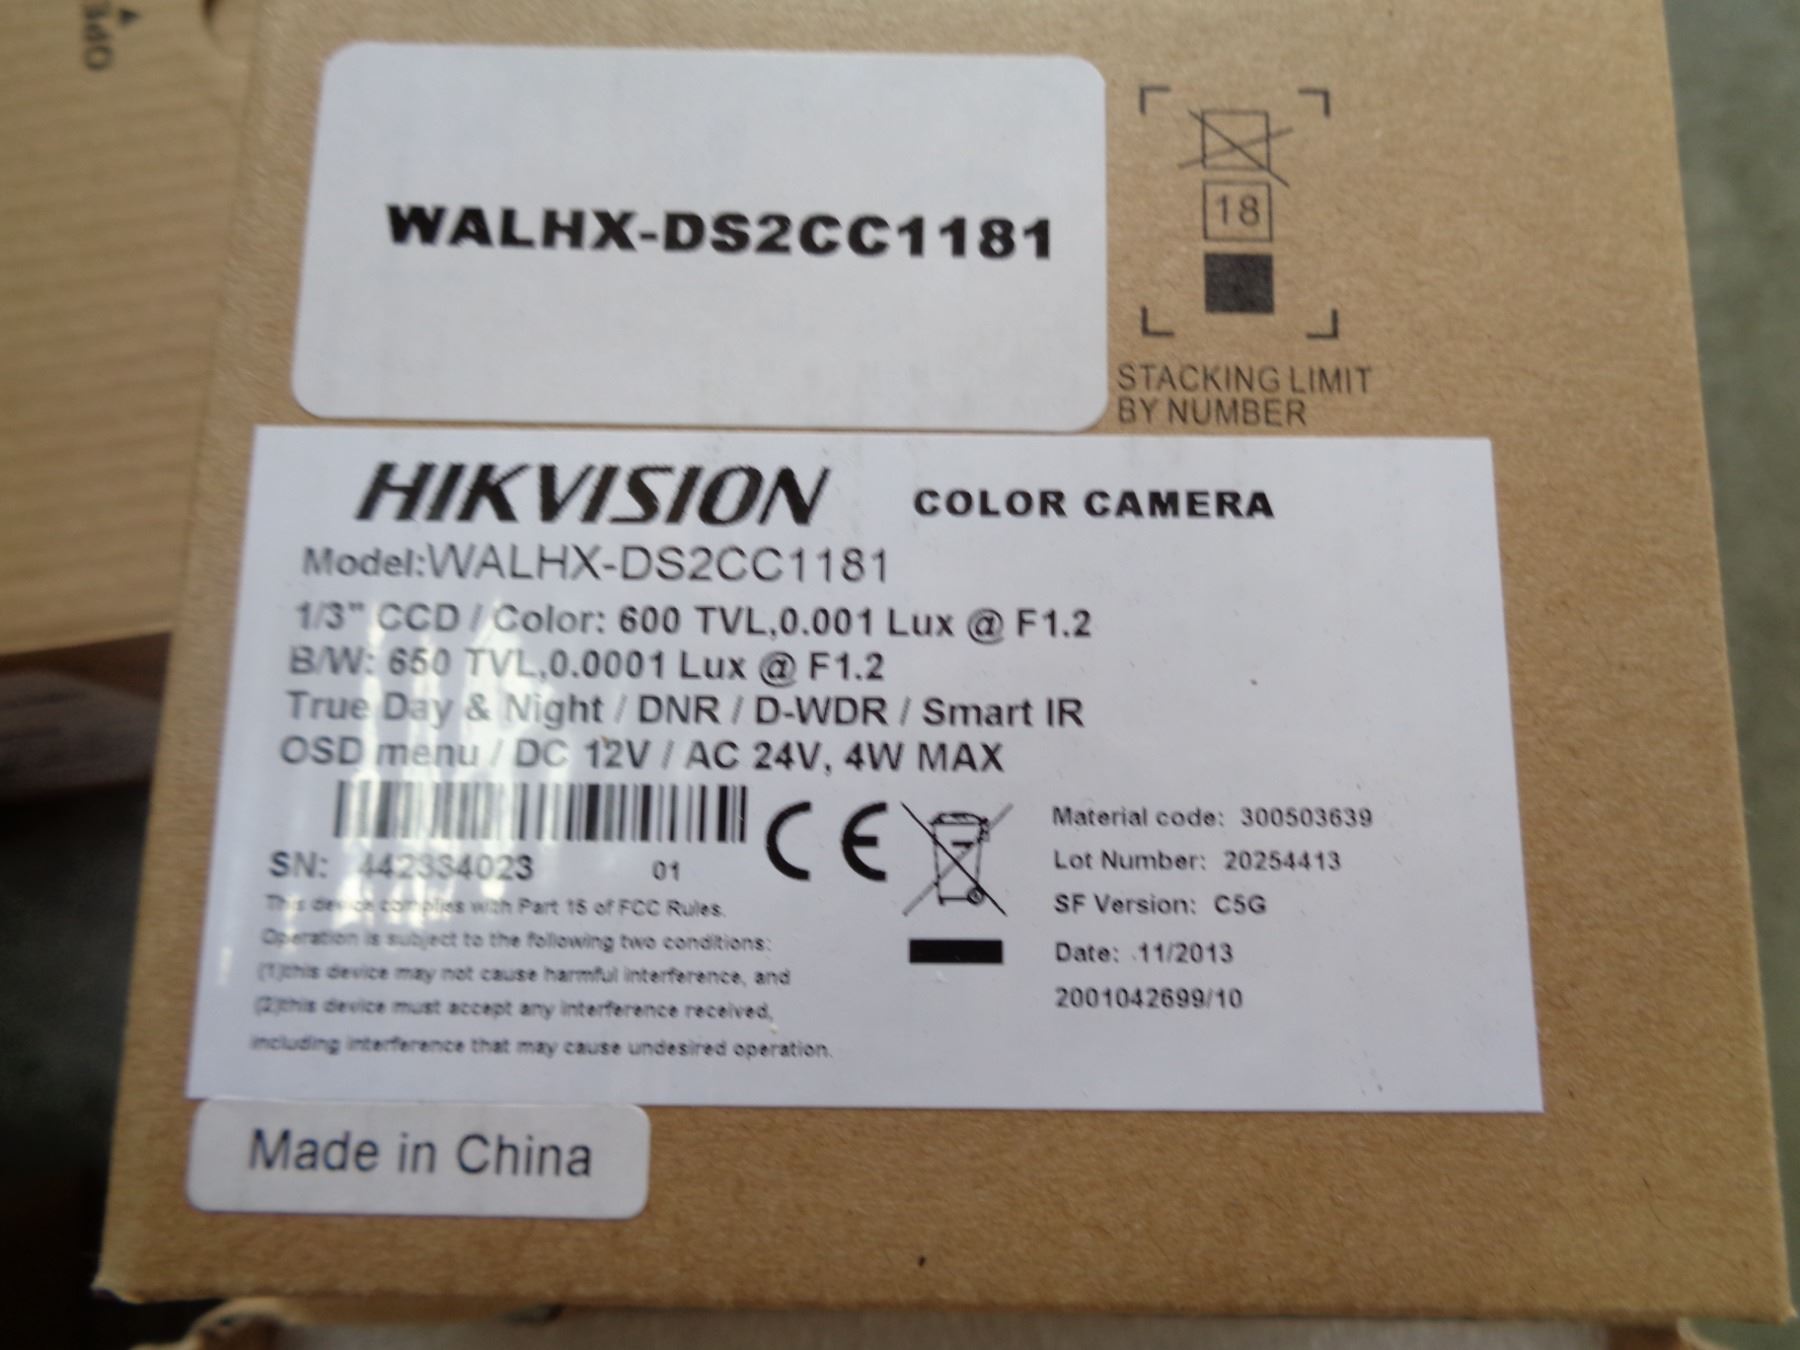 OPE
WALHX-DS2CC1181
18
STACKING LIMIT
BY NUMBER
HIKVISION COLOR CAMERA
Model:WALHX-DS2CC1181
1/3" CCD / Color: 600 TVL,0.001 Lux @ F1.2
B/W: 650 TVL,0.0001 Lux @ F1.2
True Day & Night / DNR / D-WDR / Smart IR
OSD menu / DC 12V / AC 24V, 4W MAX
CE
SN: 442334023 01
This device complies with Part 15 of FCC Rules.
Operation is subject to the following two conditions:
(1)this device may not cause harmful interference, and
(2)this device must accept any interference received,
including interference that may cause undesired operation.
Material code: 300503639
Lot Number: 20254413
SF Version: C5G
Date: 11/2013
2001042699/10
Made in China